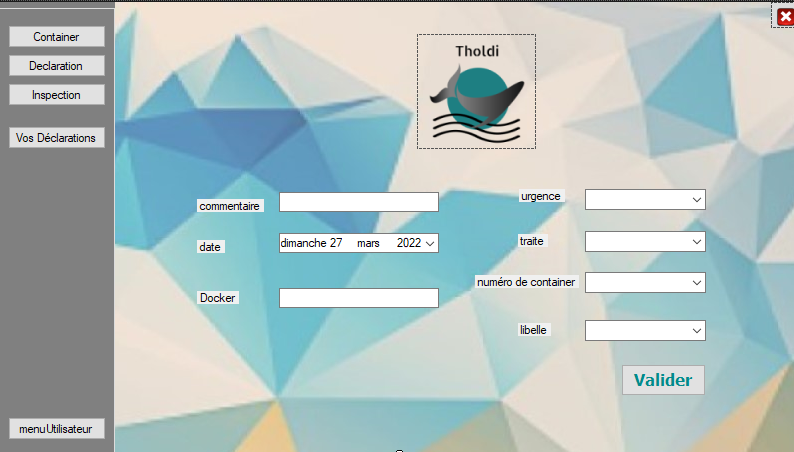 Container
Declaration
Inspection
Vos Déclarations
menuUtilisateur
Tholdi
commentaire
date
dimanche 27 mars 2022
Docker
urgence
traite
numéro de container
libelle
Valider